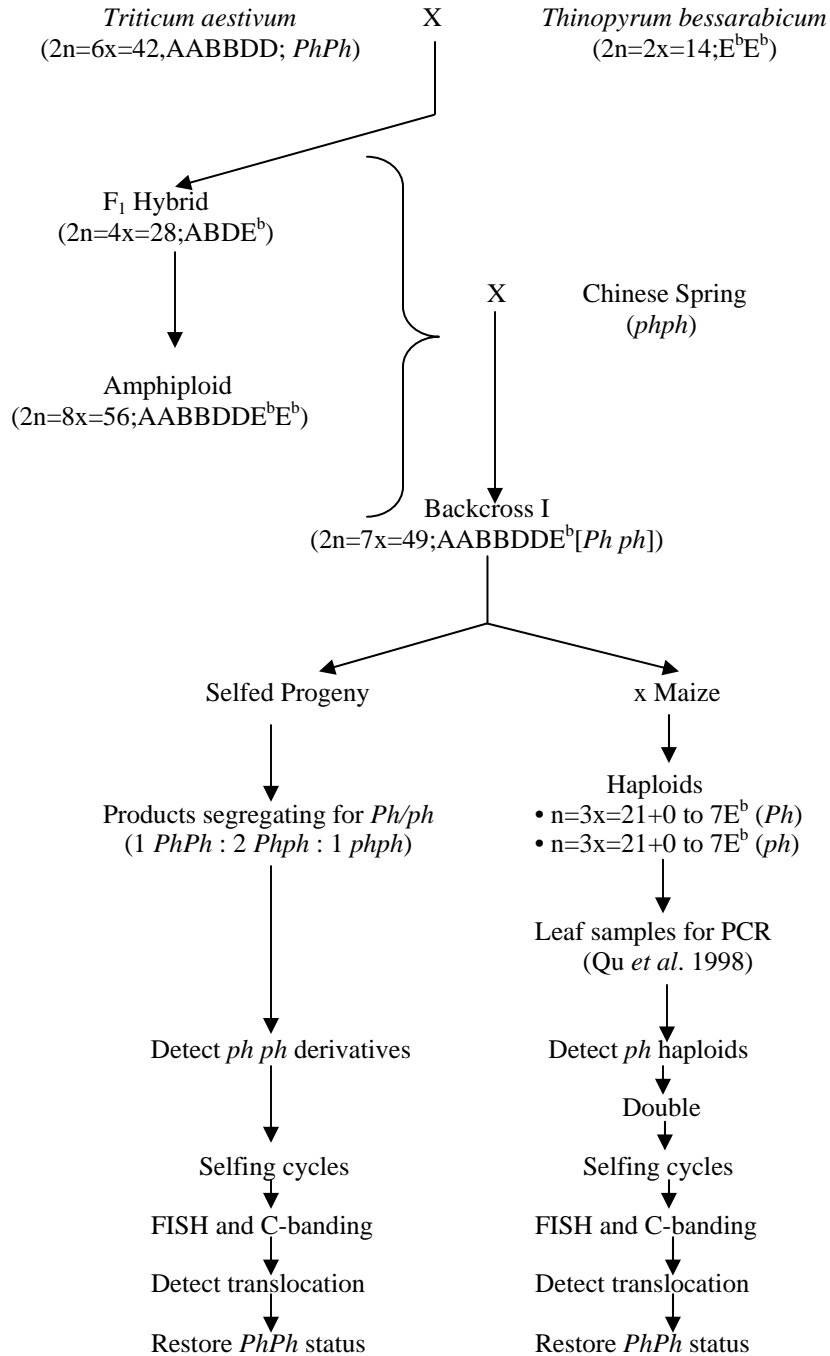 Triticum aestivum X Thinopyrum bessarabicum
(2n=6x=42,AABBDD; PhPh) (2n=2x=14;EᵇEᵇ)
F₁ Hybrid
(2n=4x=28;ABDEᵇ)
X Chinese Spring
(phph)
Amphiploid
(2n=8x=56;AABBDDEᵇEᵇ)
Backcross I
(2n=7x=49;AABBDDEᵇ[Ph ph])
Selfed Progeny x Maize
Haploids
Products segregating for Ph/ph • n=3x=21+0 to 7Eᵇ (Ph)
(1 PhPh : 2 Phph : 1 phph) • n=3x=21+0 to 7Eᵇ (ph)
Leaf samples for PCR
(Qu et al. 1998)
Detect ph ph derivatives Detect ph haploids
Double
Selfing cycles Selfing cycles
FISH and C-banding FISH and C-banding
Detect translocation Detect translocation
Restore PhPh status Restore PhPh status